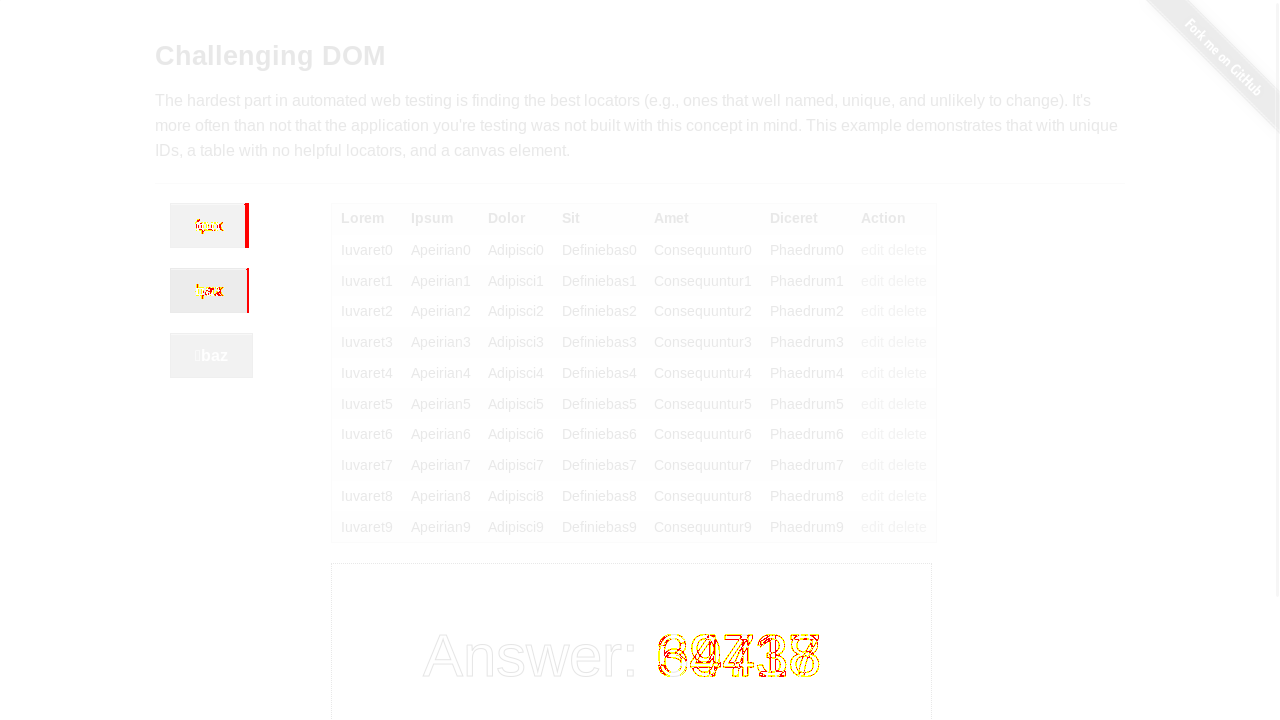 Fork me on GitHub
Challenging DOM
The hardest part in automated web testing is finding the best locators (e.g., ones that well named, unique, and unlikely to change). It's
more often than not that the application you're testing was not built with this concept in mind. This example demonstrates that with unique
IDs, a table with no helpful locators, and a canvas element.
baz
Lorem Ipsum Dolor Sit Amet Diceret Action
Iuvaret0 Apeirian0 Adipisci0 Definiebas0 Consequuntur0 Phaedrum0 edit delete
Iuvaret1 Apeirian1 Adipisci1 Definiebas1 Consequuntur1 Phaedrum1 edit delete
Iuvaret2 Apeirian2 Adipisci2 Definiebas2 Consequuntur2 Phaedrum2 edit delete
Iuvaret3 Apeirian3 Adipisci3 Definiebas3 Consequuntur3 Phaedrum3 edit delete
Iuvaret4 Apeirian4 Adipisci4 Definiebas4 Consequuntur4 Phaedrum4 edit delete
Iuvaret5 Apeirian5 Adipisci5 Definiebas5 Consequuntur5 Phaedrum5 edit delete
Iuvaret6 Apeirian6 Adipisci6 Definiebas6 Consequuntur6 Phaedrum6 edit delete
Iuvaret7 Apeirian7 Adipisci7 Definiebas7 Consequuntur7 Phaedrum7 edit delete
Iuvaret8 Apeirian8 Adipisci8 Definiebas8 Consequuntur8 Phaedrum8 edit delete
Iuvaret9 Apeirian9 Adipisci9 Definiebas9 Consequuntur9 Phaedrum9 edit delete
Answer: